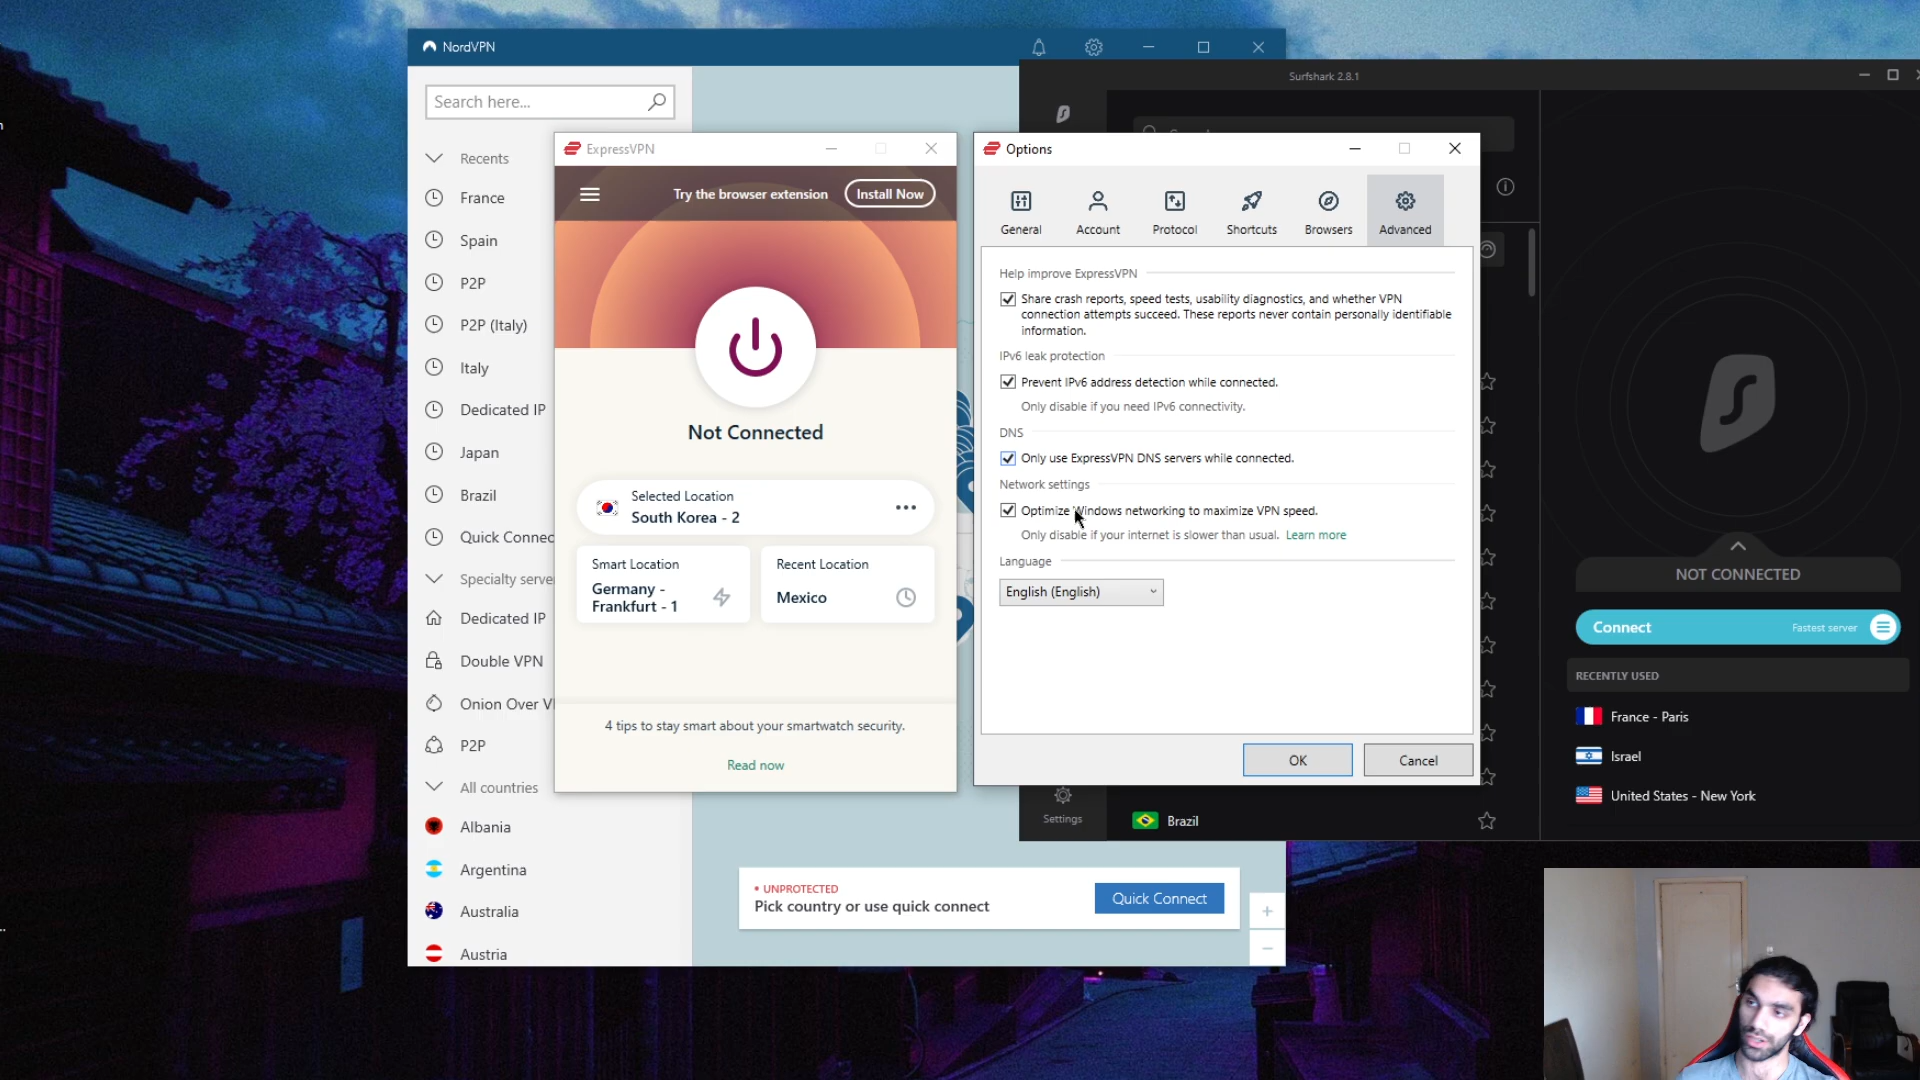 NordVPN
Search here...
Recents
France
Spain
P2P
P2P (Italy)
Italy
Dedicated IP
Japan
Brazil
Quick Connec
Specialty serve
Dedicated IP
Double VPN
Onion Over V
P2P
All countries
Albania
Argentina
Australia
Austria
• UNPROTECTED
Pick country or use quick connect
Quick Connect
+
−
ExpressVPN
Try the browser extension
Install Now
Not Connected
Selected Location
South Korea - 2
Smart Location
Germany -
Frankfurt - 1
Recent Location
Mexico
4 tips to stay smart about your smartwatch security.
Read now
Options
General
Account
Protocol
Shortcuts
Browsers
Advanced
Help improve ExpressVPN
Share crash reports, speed tests, usability diagnostics, and whether VPN
connection attempts succeed. These reports never contain personally identifiable
information.
IPv6 leak protection
Prevent IPv6 address detection while connected.
Only disable if you need IPv6 connectivity.
DNS
Only use ExpressVPN DNS servers while connected.
Network settings
Optimize Windows networking to maximize VPN speed.
Only disable if your internet is slower than usual. Learn more
Language
English (English)
OK
Cancel
Surfshark 2.8.1
Settings
Brazil
NOT CONNECTED
Connect
Fastest server
RECENTLY USED
France - Paris
Israel
United States - New York